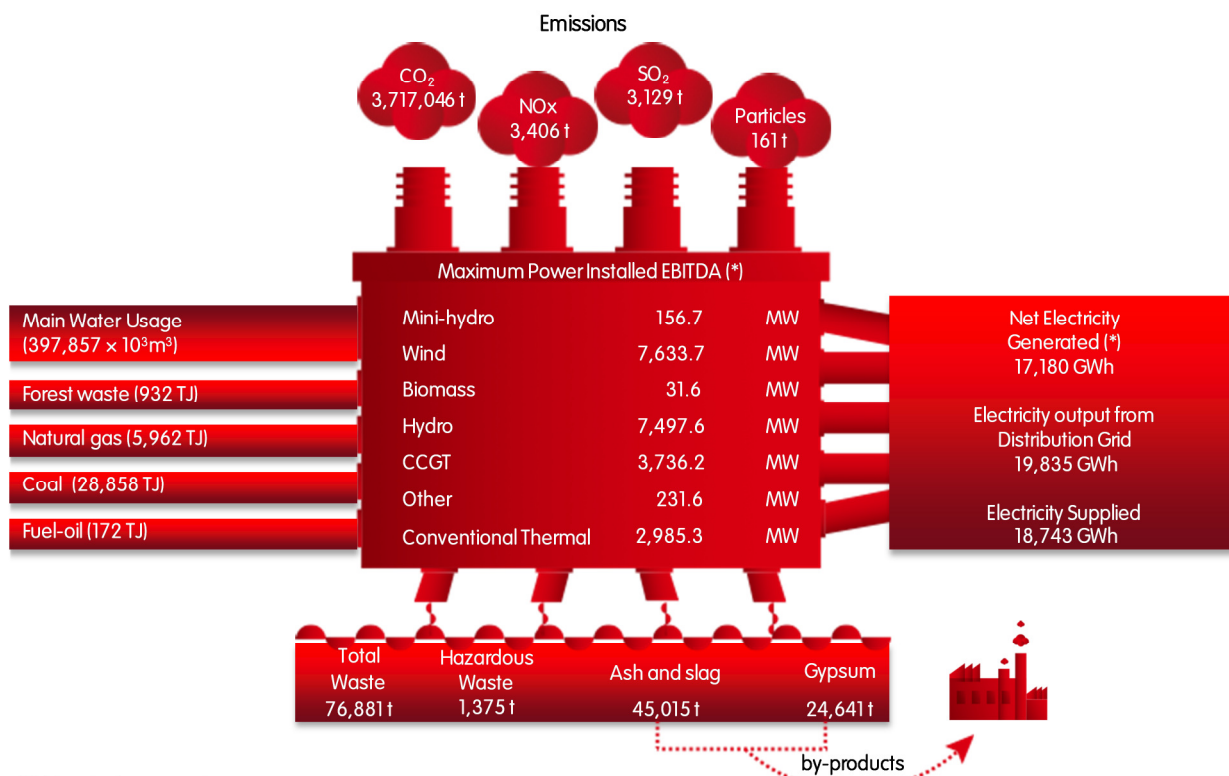 Emissions
CO₂
3,717,046 t
NOx
3,406 t
SO₂
3,129 t
Particles
161 t
Maximum Power Installed EBITDA (*)
Mini-hydro 156.7 MW
Wind 7,633.7 MW
Biomass 31.6 MW
Hydro 7,497.6 MW
CCGT 3,736.2 MW
Other 231.6 MW
Conventional Thermal 2,985.3 MW
Main Water Usage
(397,857 x 10³m³)
Forest waste (932 TJ)
Natural gas (5,962 TJ)
Coal (28,858 TJ)
Fuel-oil (172 TJ)
Net Electricity
Generated (*)
17,180 GWh
Electricity output from
Distribution Grid
19,835 GWh
Electricity Supplied
18,743 GWh
Total
Waste
76,881 t
Hazardous
Waste
1,375 t
Ash and slag
45,015 t
Gypsum
24,641 t
by-products